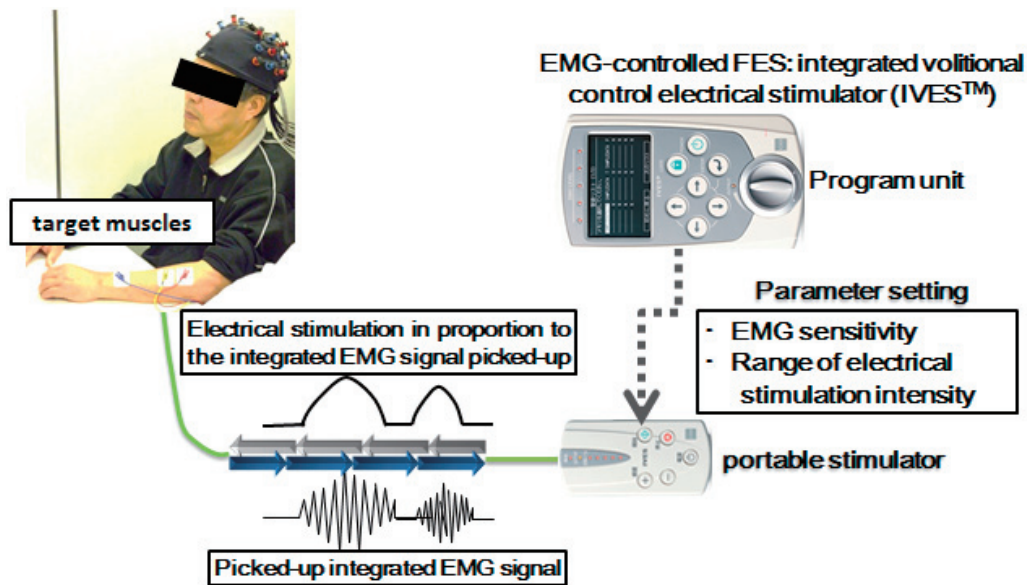 EMG-controlled FES: integrated volitional
control electrical stimulator (IVES™)
Program unit
target muscles
Parameter setting
· EMG sensitivity
· Range of electrical
stimulation intensity
Electrical stimulation in proportion to
the integrated EMG signal picked-up
portable stimulator
Picked-up integrated EMG signal